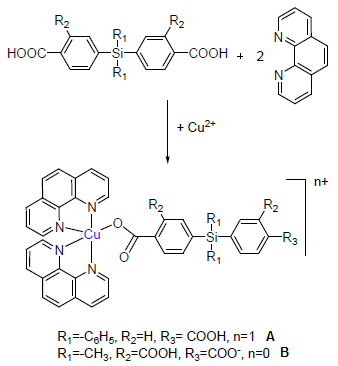 R2 R2
HOOC R1 COOH
Si + 2 N
R1 N
+ Cu2+
n+
N R2 R2
N Cu O R1
N O Si R3
N R1
R1=-C6H5, R2=H, R3= COOH, n=1 A
R1=-CH3, R2=COOH, R3=COO-, n=0 B